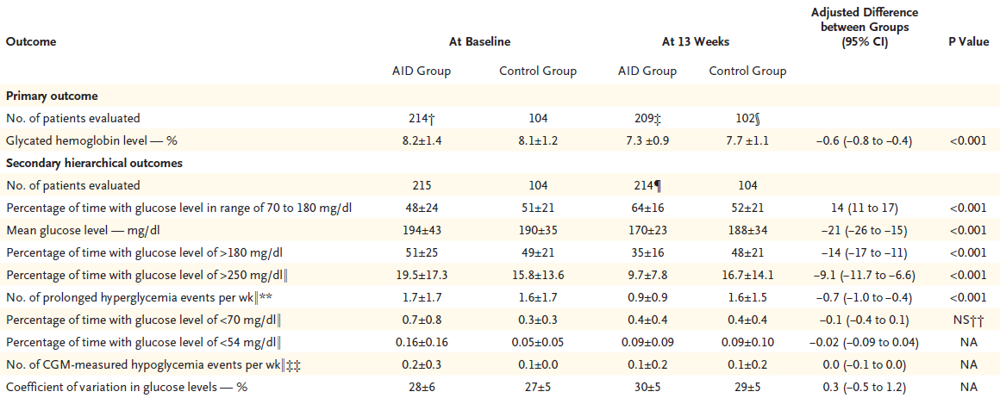 Outcome At Baseline At 13 Weeks Adjusted Difference between Groups (95% CI) P Value
AID Group Control Group AID Group Control Group
Primary outcome
No. of patients evaluated 214† 104 209‡ 102§
Glycated hemoglobin level — % 8.2±1.4 8.1±1.2 7.3 ±0.9 7.7 ±1.1 −0.6 (−0.8 to −0.4) <0.001
Secondary hierarchical outcomes
No. of patients evaluated 215 104 214¶ 104
Percentage of time with glucose level in range of 70 to 180 mg/dl 48±24 51±21 64±16 52±21 14 (11 to 17) <0.001
Mean glucose level — mg/dl 194±43 190±35 170±23 188±34 −21 (−26 to −15) <0.001
Percentage of time with glucose level of >180 mg/dl 51±25 49±21 35±16 48±21 −14 (−17 to −11) <0.001
Percentage of time with glucose level of >250 mg/dl‖ 19.5±17.3 15.8±13.6 9.7±7.8 16.7±14.1 −9.1 (−11.7 to −6.6) <0.001
No. of prolonged hyperglycemia events per wk‖** 1.7±1.7 1.6±1.7 0.9±0.9 1.6±1.5 −0.7 (−1.0 to −0.4) <0.001
Percentage of time with glucose level of <70 mg/dl‖ 0.7±0.8 0.3±0.3 0.4±0.4 0.4±0.4 −0.1 (−0.4 to 0.1) NS††
Percentage of time with glucose level of <54 mg/dl‖ 0.16±0.16 0.05±0.05 0.09±0.09 0.09±0.10 −0.02 (−0.09 to 0.04) NA
No. of CGM-measured hypoglycemia events per wk‖‡‡ 0.2±0.3 0.1±0.0 0.1±0.2 0.1±0.2 0.0 (−0.1 to 0.0) NA
Coefficient of variation in glucose levels — % 28±6 27±5 30±5 29±5 0.3 (−0.5 to 1.2) NA